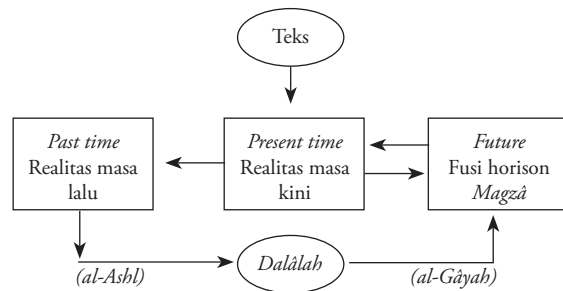 Teks
Past time
Realitas masa
lalu
Present time
Realitas masa
kini
Future
Fusi horison
Magzâ
(al-Ashl)
Dalâlah
(al-Gâyah)